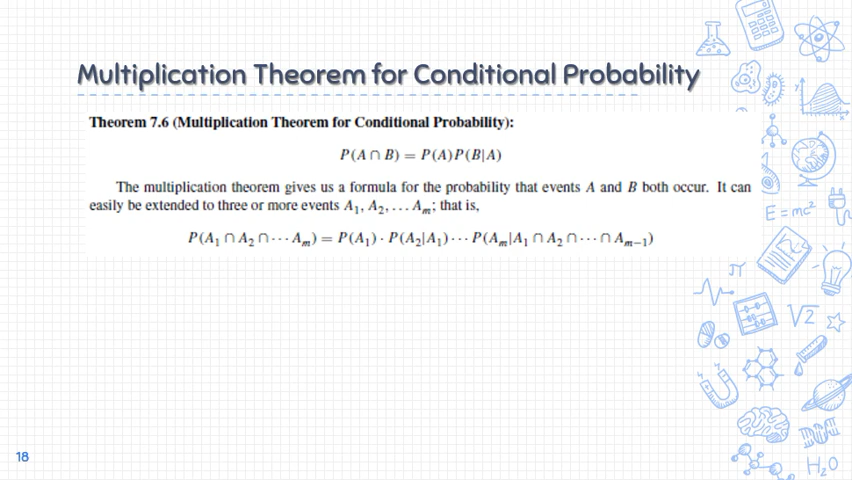 Multiplication Theorem for Conditional Probability
Theorem 7.6 (Multiplication Theorem for Conditional Probability):
P(A ∩ B) = P(A)P(B|A)
The multiplication theorem gives us a formula for the probability that events A and B both occur. It can
easily be extended to three or more events A₁, A₂, . . . Aₘ; that is,
P(A₁ ∩ A₂ ∩ ⋯ Aₘ) = P(A₁) · P(A₂|A₁) ⋯ P(Aₘ|A₁ ∩ A₂ ∩ ⋯ ∩ Aₘ₋₁)
y
x
E=mc²
π
√2
H₂O
18